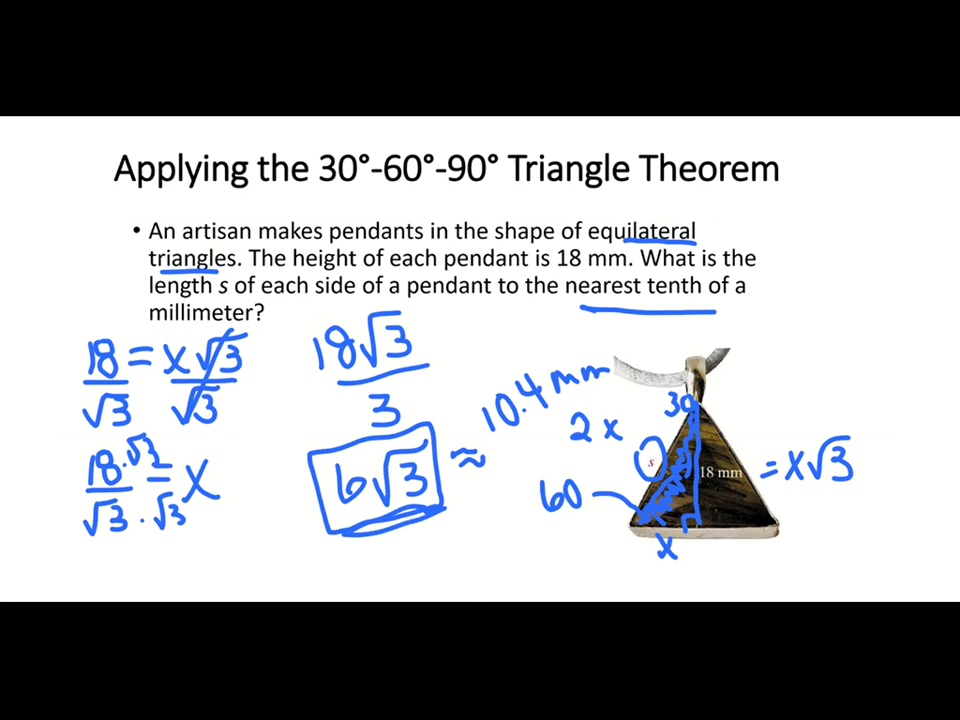 Applying the 30°-60°-90° Triangle Theorem
• An artisan makes pendants in the shape of equilateral
triangles. The height of each pendant is 18 mm. What is the
length s of each side of a pendant to the nearest tenth of a
millimeter?
18 = x√3
√3 √3
18 · √3 = x
√3 · √3
18√3
3
6√3 ≈ 10.4 mm
30
2x
s
18 mm = x√3
60
x